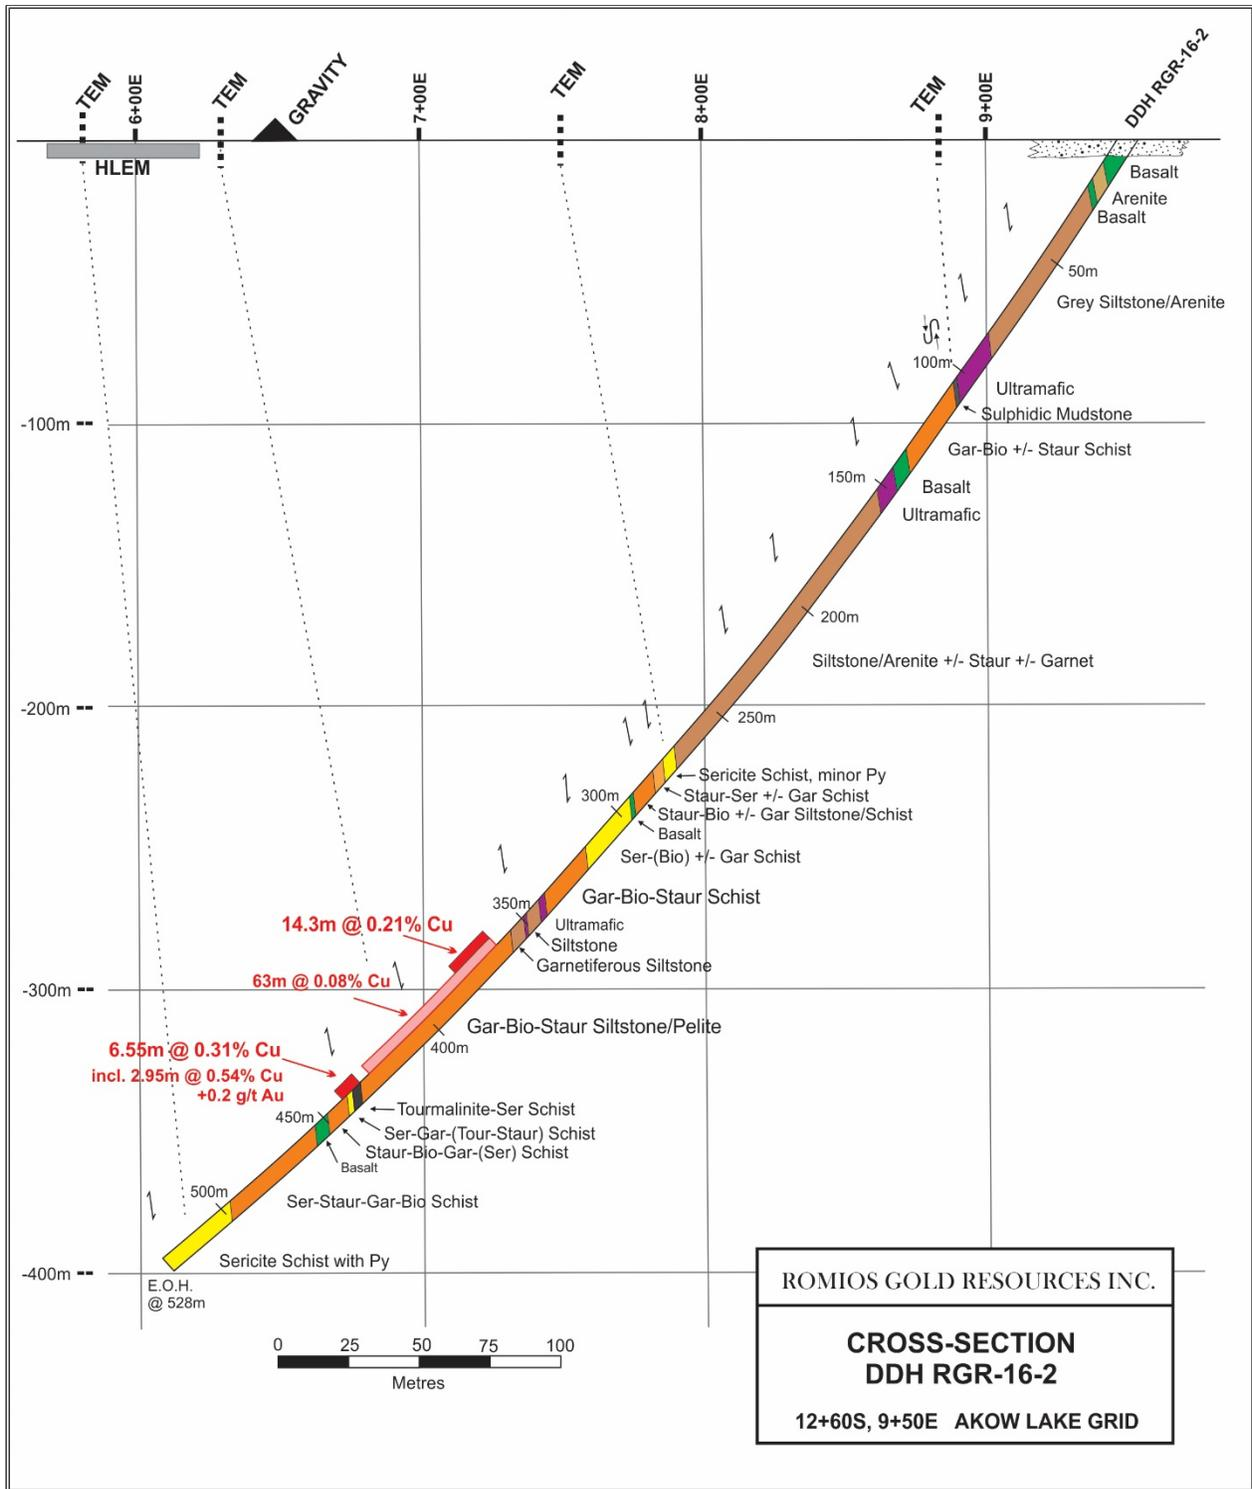 TEM
6+00E
TEM
GRAVITY
7+00E
TEM
8+00E
TEM
9+00E
DDH RGR-16-2
HLEM
Basalt
Arenite
Basalt
50m
Grey Siltstone/Arenite
100m
Ultramafic
Sulphidic Mudstone
-100m
Gar-Bio +/- Staur Schist
150m
Basalt
Ultramafic
200m
Siltstone/Arenite +/- Staur +/- Garnet
-200m
250m
Sericite Schist, minor Py
300m
Staur-Ser +/- Gar Schist
Staur-Bio +/- Gar Siltstone/Schist
Basalt
Ser-(Bio) +/- Gar Schist
Gar-Bio-Staur Schist
350m
14.3m @ 0.21% Cu
Ultramafic
Siltstone
Garnetiferous Siltstone
63m @ 0.08% Cu
-300m
Gar-Bio-Staur Siltstone/Pelite
400m
6.55m @ 0.31% Cu
incl. 2.95m @ 0.54% Cu
+0.2 g/t Au
Tourmalinite-Ser Schist
450m
Ser-Gar-(Tour-Staur) Schist
Staur-Bio-Gar-(Ser) Schist
Basalt
500m
Ser-Staur-Gar-Bio Schist
Sericite Schist with Py
-400m
E.O.H.
@ 528m
0 25 50 75 100
Metres
ROMIOS GOLD RESOURCES INC.
CROSS-SECTION
DDH RGR-16-2
12+60S, 9+50E AKOW LAKE GRID